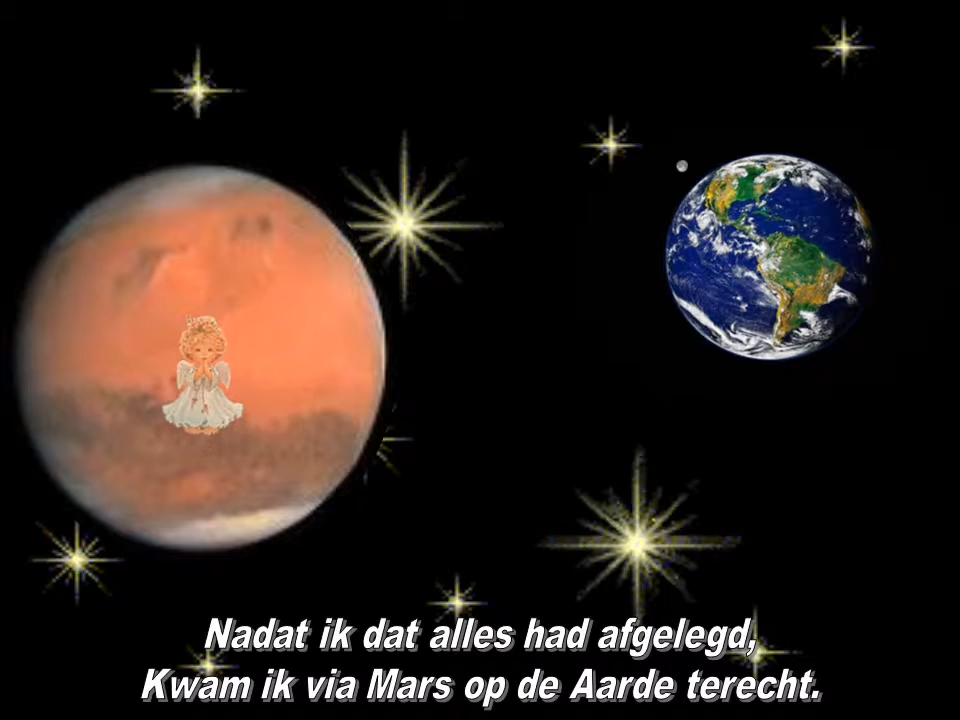 Nadat ik dat alles had afgelegd,
Kwam ik via Mars op de Aarde terecht.